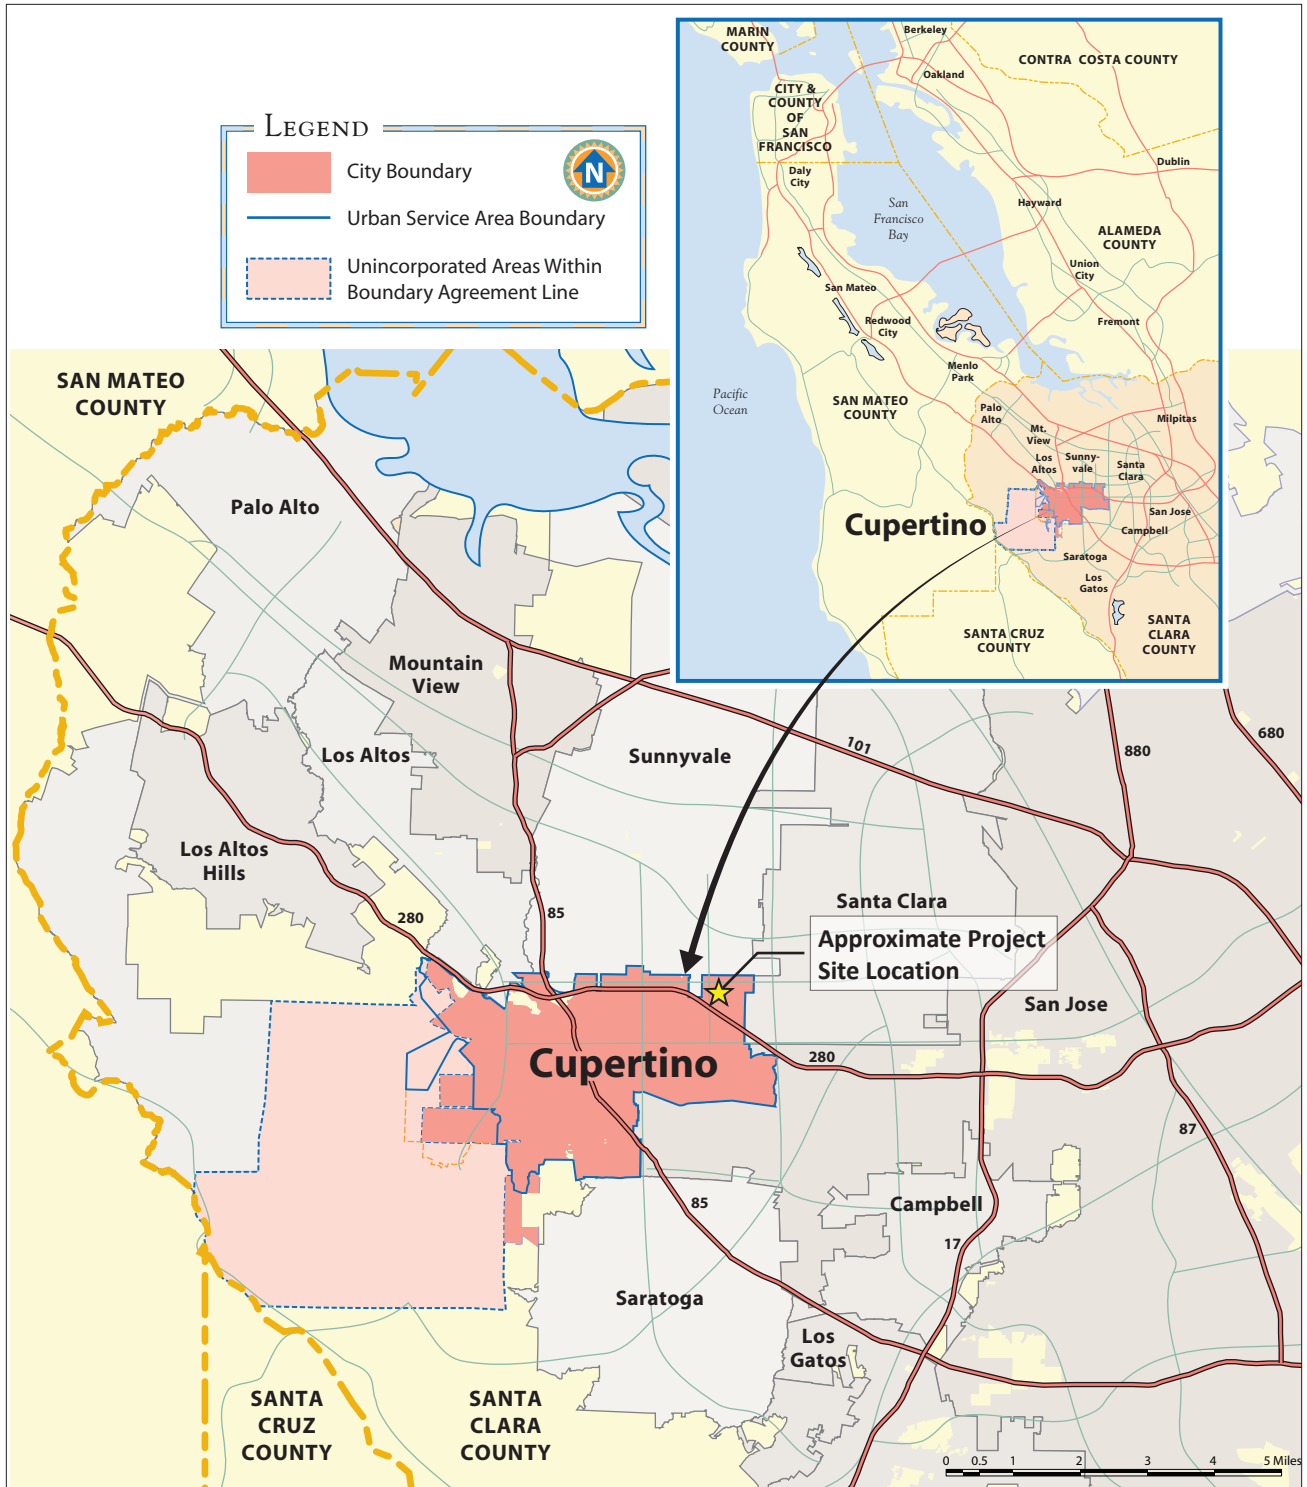 LEGEND
N
City Boundary
Urban Service Area Boundary
Unincorporated Areas Within
Boundary Agreement Line
MARIN
COUNTY
Berkeley
CONTRA COSTA COUNTY
Oakland
CITY &
COUNTY
OF
SAN
FRANCISCO
Daly
City
Dublin
San
Francisco
Bay
Hayward
ALAMEDA
COUNTY
Union
City
San Mateo
Redwood
City
Fremont
Menlo
Park
Pacific
Ocean
SAN MATEO
COUNTY
Palo
Alto
Milpitas
Mt.
View
Los
Altos
Sunny-
vale
Santa
Clara
San Jose
Cupertino
Campbell
Saratoga
Los
Gatos
SANTA CRUZ
COUNTY
SANTA
CLARA
COUNTY
SAN MATEO
COUNTY
Palo Alto
Mountain
View
Los Altos
Sunnyvale
101
880
680
Los Altos
Hills
280
85
Santa Clara
Approximate Project
Site Location
San Jose
Cupertino
280
87
85
Campbell
17
Saratoga
Los
Gatos
SANTA
CRUZ
COUNTY
SANTA
CLARA
COUNTY
0 0.5 1 2 3 4 5 Miles